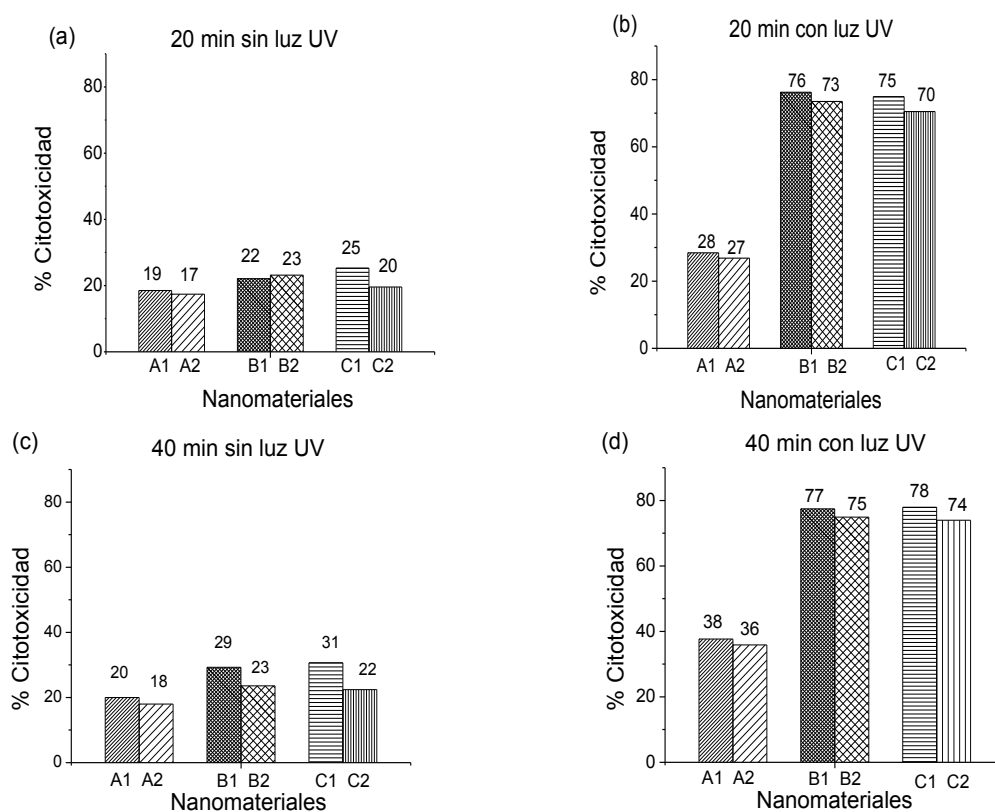 (a)
20 min sin luz UV
% Citotoxicidad
80
60
40
20
0
19
17
22
23
25
20
A1 A2 B1 B2 C1 C2
Nanomateriales
(b)
20 min con luz UV
% Citotoxicidad
80
60
40
20
0
28
27
76
73
75
70
A1 A2 B1 B2 C1 C2
Nanomateriales
(c)
40 min sin luz UV
% Citotoxicidad
80
60
40
20
0
20
18
29
23
31
22
A1 A2 B1 B2 C1 C2
Nanomateriales
(d)
40 min con luz UV
% Citotoxicidad
80
60
40
20
0
38
36
77
75
78
74
A1 A2 B1 B2 C1 C2
Nanomateriales